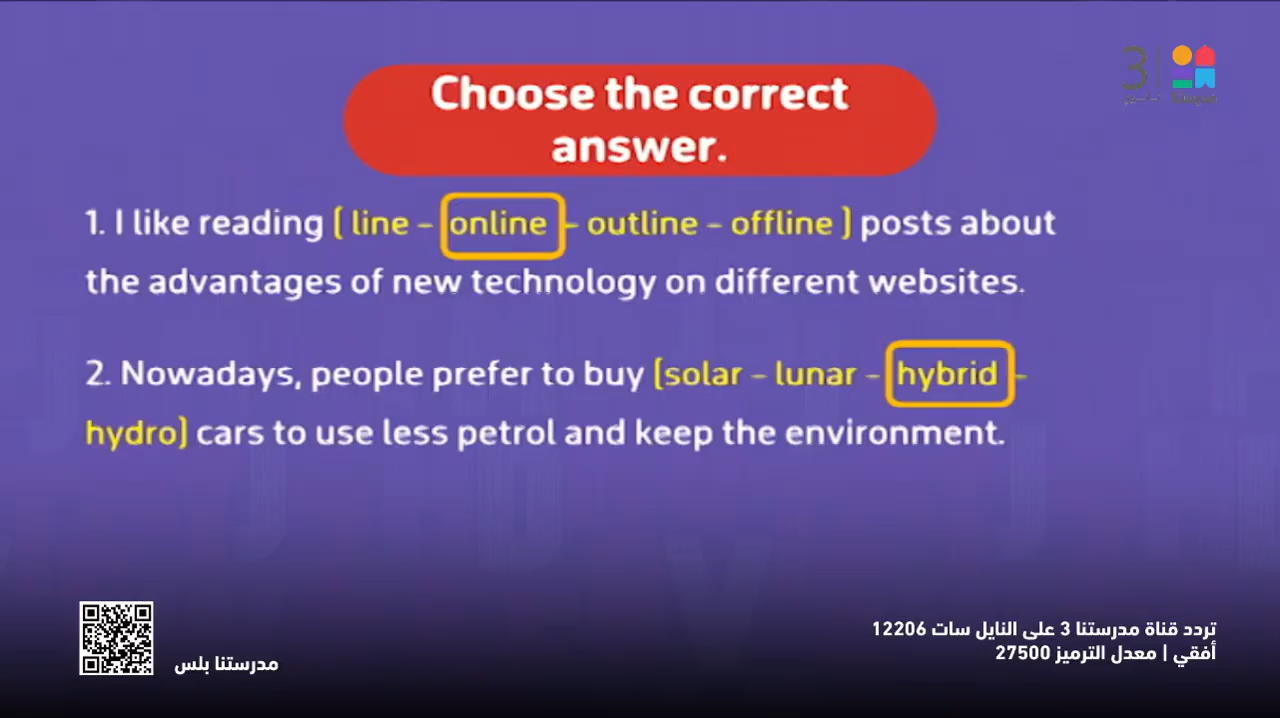 3
Choose the correct
answer.
1. I like reading ( line - online - outline - offline ) posts about
the advantages of new technology on different websites.
2. Nowadays, people prefer to buy (solar - lunar - hybrid -
hydro) cars to use less petrol and keep the environment.
تردد قناة مدرستنا 3 على النايل سات 12206
أفقي | معدل الترميز 27500
مدرستنا بلس